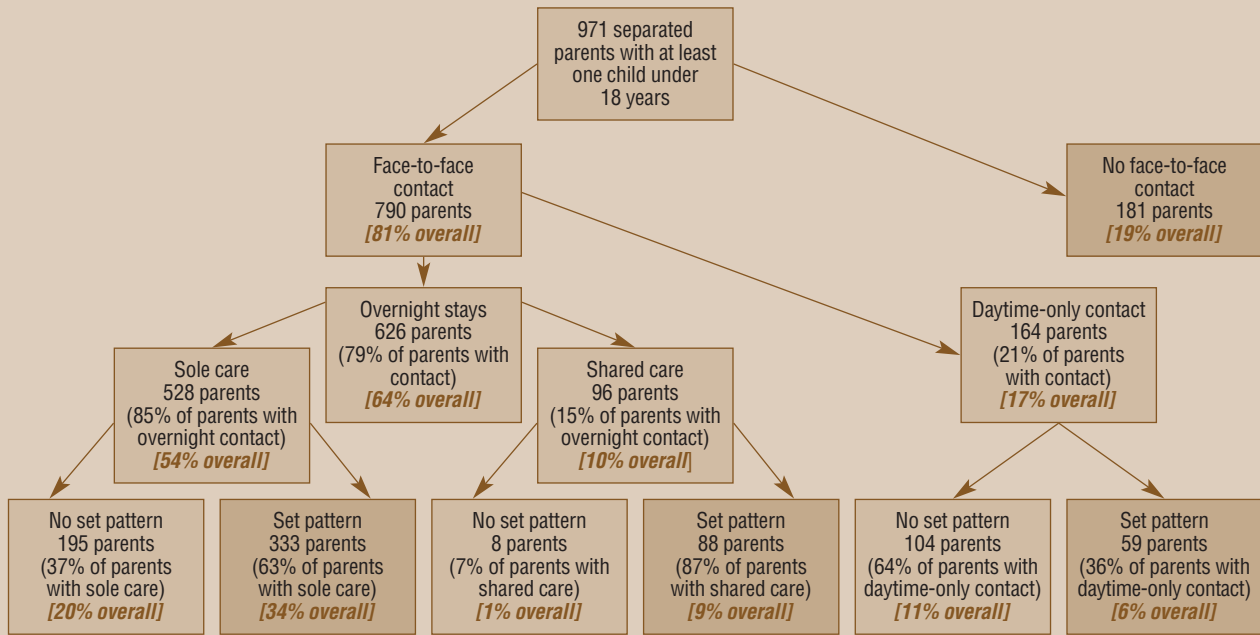 971 separated
parents with at least
one child under
18 years
Face-to-face
contact
790 parents
[81% overall]
No face-to-face
contact
181 parents
[19% overall]
Overnight stays
626 parents
(79% of parents with
contact)
[64% overall]
Daytime-only contact
164 parents
(21% of parents
with contact)
[17% overall]
Sole care
528 parents
(85% of parents with
overnight contact)
[54% overall]
Shared care
96 parents
(15% of parents with
overnight contact)
[10% overall]
No set pattern
195 parents
(37% of parents
with sole care)
[20% overall]
Set pattern
333 parents
(63% of parents
with sole care)
[34% overall]
No set pattern
8 parents
(7% of parents with
shared care)
[1% overall]
Set pattern
88 parents
(87% of parents
with shared care)
[9% overall]
No set pattern
104 parents
(64% of parents with
daytime-only contact)
[11% overall]
Set pattern
59 parents
(36% of parents with
daytime-only contact)
[6% overall]